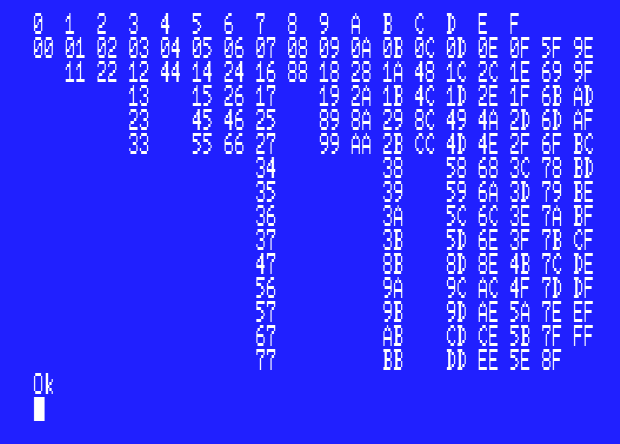 0 1 2 3 4 5 6 7 8 9 A B C D E F
00 01 02 03 04 05 06 07 08 09 0A 0B 0C 0D 0E 0F 5F 9E
11 22 12 44 14 24 16 88 18 28 1A 48 1C 2C 1E 69 9F
13 15 26 17 19 2A 1B 4C 1D 2E 1F 6B AD
23 45 46 25 89 8A 29 8C 49 4A 2D 6D AF
33 55 66 27 99 AA 2B CC 4D 4E 2F 6F BC
34 38 58 68 3C 78 BD
35 39 59 6A 3D 79 BE
36 3A 5C 6C 3E 7A BF
37 3B 5D 6E 3F 7B CF
47 8B 8D 8E 4B 7C DE
56 9A 9C AC 4F 7D DF
57 9B 9D AE 5A 7E EF
67 AB CD CE 5B 7F FF
77 BB DD EE 5E 8F
Ok